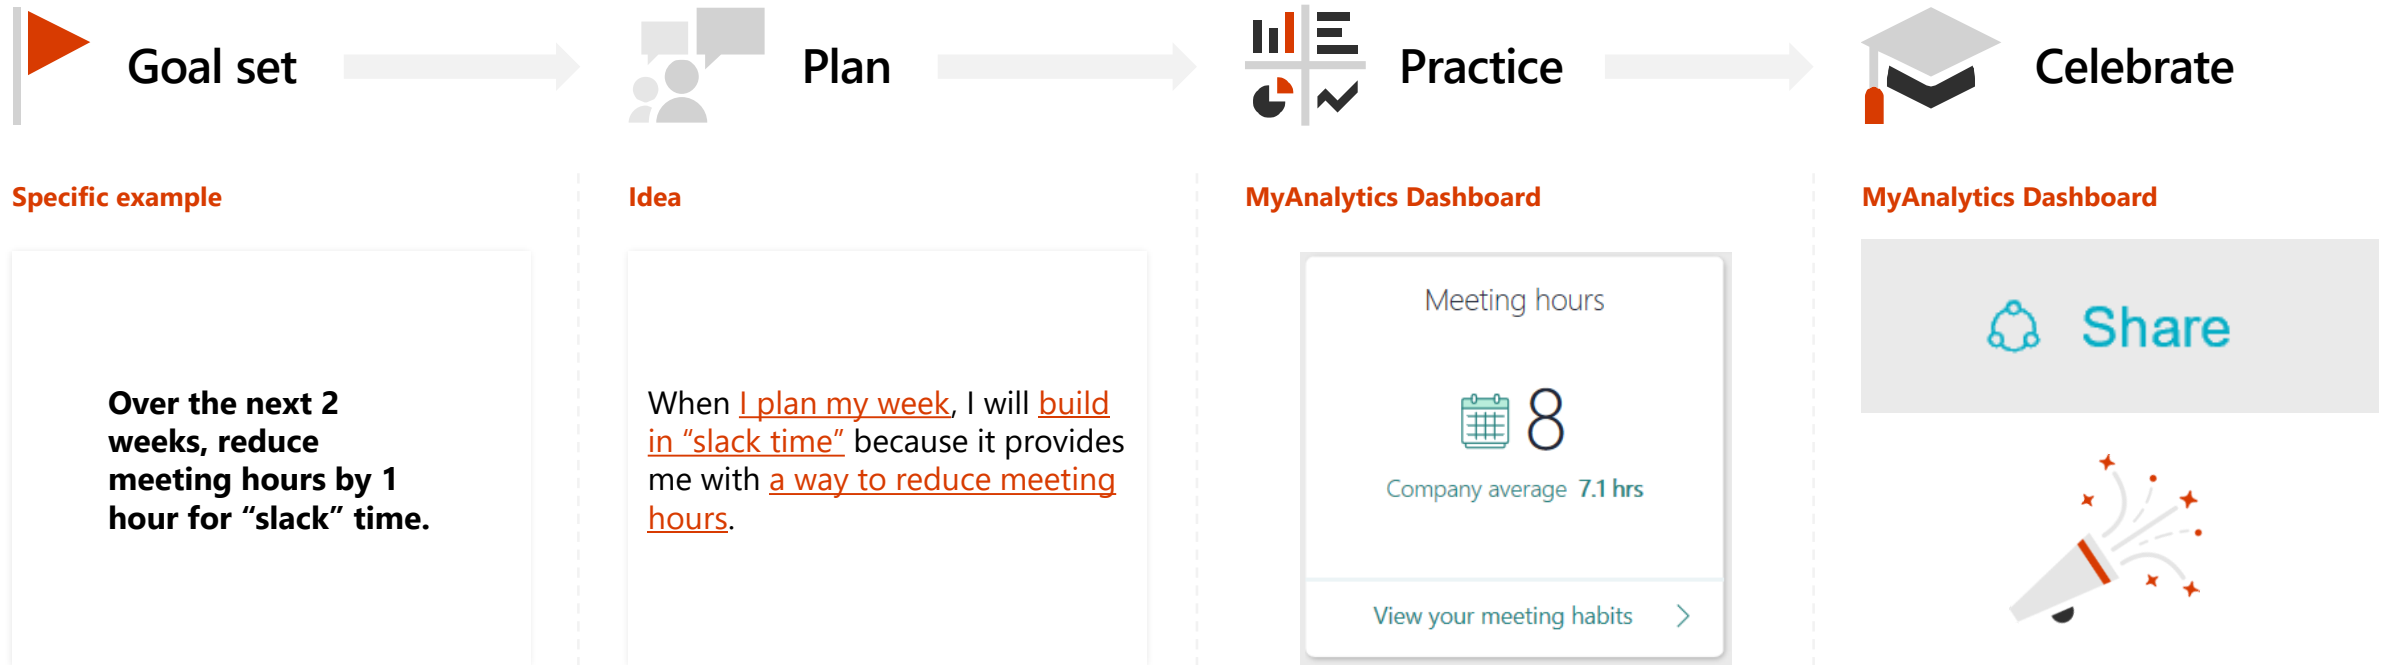 Goal set
Plan
Practice
Celebrate
Specific example
Over the next 2
weeks, reduce
meeting hours by 1
hour for “slack” time.
Idea
When I plan my week, I will build
in “slack time” because it provides
me with a way to reduce meeting
hours.
MyAnalytics Dashboard
Meeting hours
8
Company average 7.1 hrs
View your meeting habits
MyAnalytics Dashboard
Share